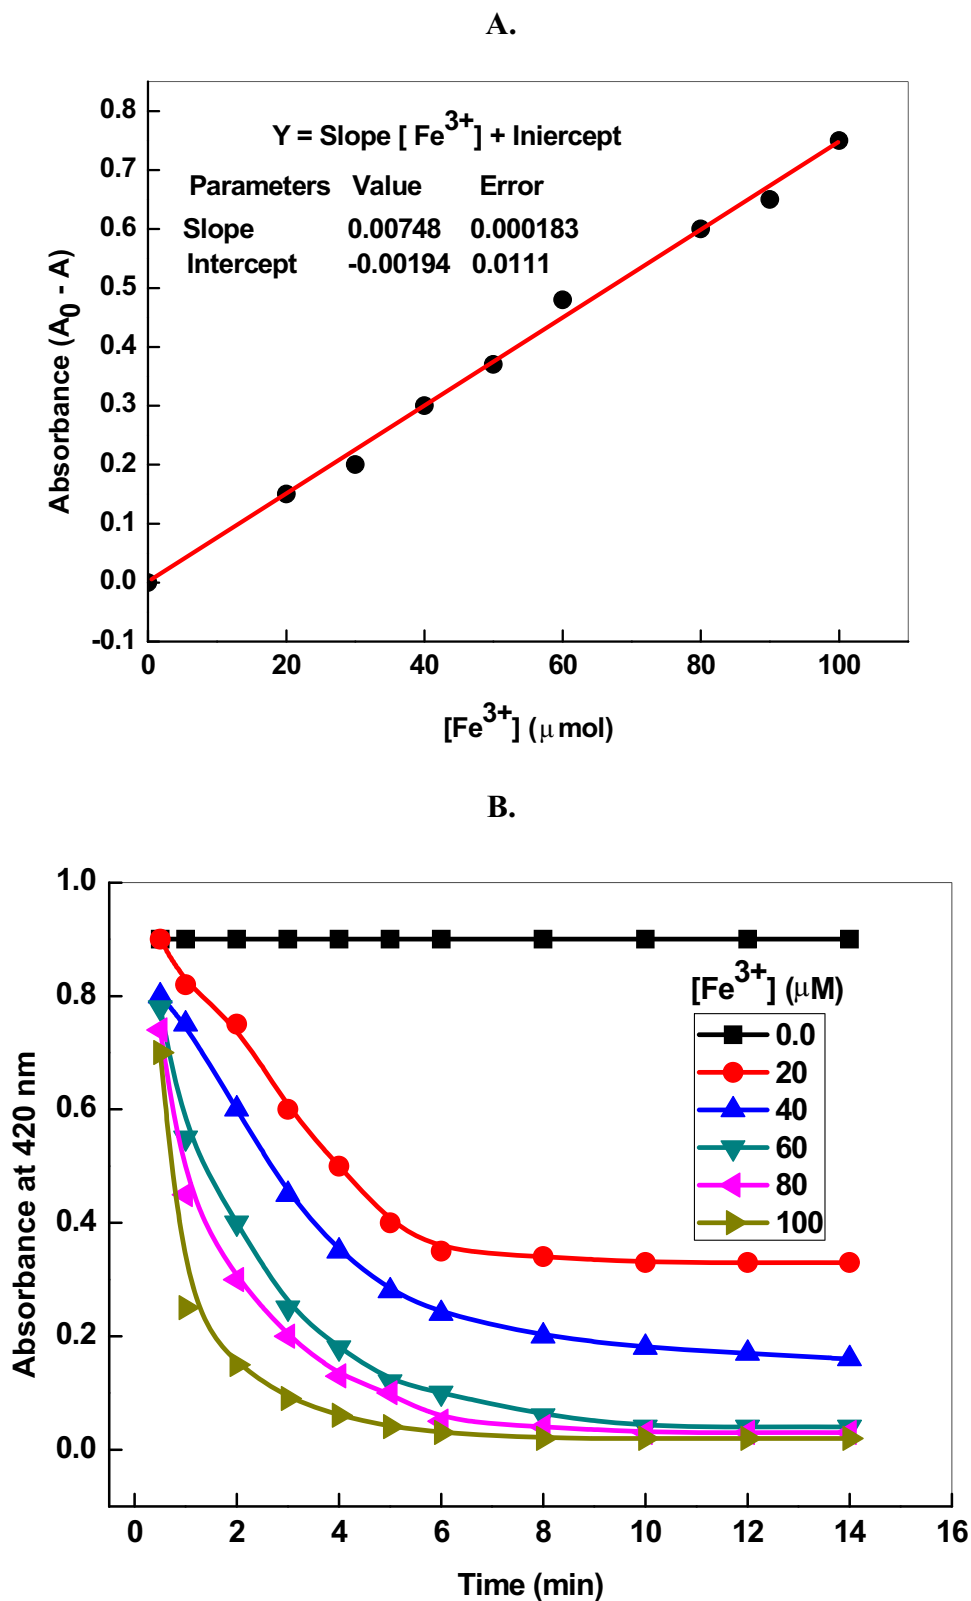 A.
Y = Slope [ Fe3+] + Iniercept
Parameters Value Error
Slope 0.00748 0.000183
Intercept -0.00194 0.0111
0.8
0.7
0.6
0.5
0.4
0.3
0.2
0.1
0.0
-0.1
Absorbance (A0 - A)
0 20 40 60 80 100
[Fe3+] (μmol)
B.
1.0
0.8
0.6
0.4
0.2
0.0
Absorbance at 420 nm
[Fe3+] (μM)
0.0
20
40
60
80
100
0 2 4 6 8 10 12 14 16
Time (min)